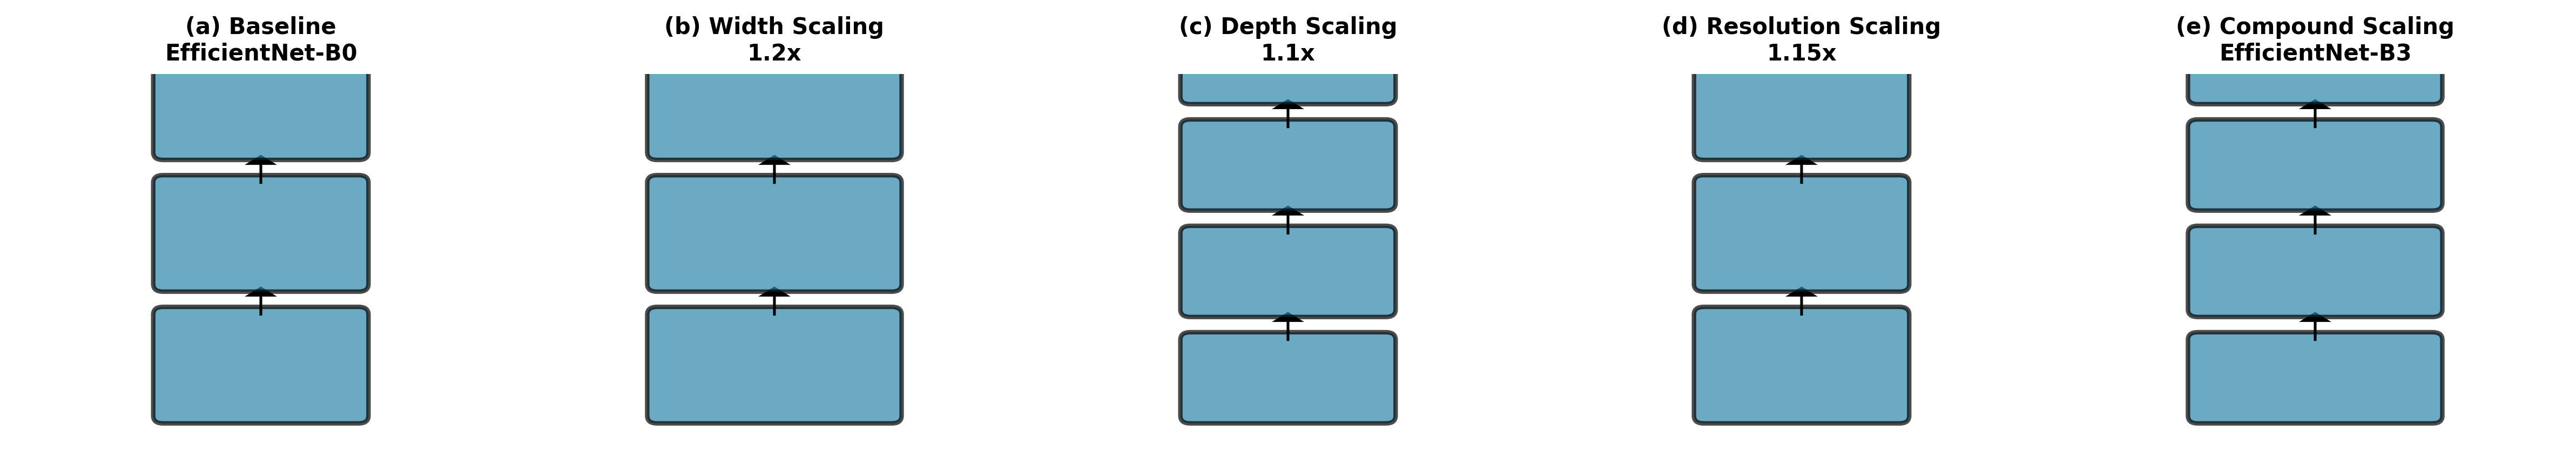 (a) Baseline
EfficientNet-B0
(b) Width Scaling
1.2x
(c) Depth Scaling
1.1x
(d) Resolution Scaling
1.15x
(e) Compound Scaling
EfficientNet-B3